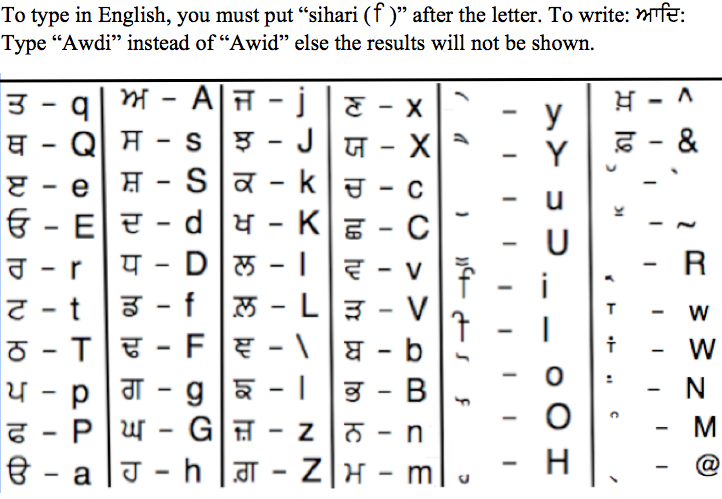 To type in English, you must put “sihari (ਿ )” after the letter. To write: ਆਦਿ:
Type “Awdi” instead of “Awid” else the results will not be shown.
ਤ - q ਅ - A ਜ - j ਣ - x ੇ - y ਖ਼ - ^
ਥ - Q ਸ - s ਝ - J ਯ - X ੈ - Y ਫ਼ - &
ੲ - e ਸ਼ - S ਕ - k ਚ - c ੁ - u ੱ - `
ਓ - E ਦ - d ਖ - K ਛ - C ੂ - U - ~
ਰ - r ਧ - D ਲ - l ਵ - v ਿ - i ੍ਰ - R
ਟ - t ਡ - f ਲ਼ - L ੜ - V ੀ - I ਾ - w
ਠ - T ਢ - F ਞ - \ ਬ - b ੋ - o ਾਂ - W
ਪ - p ਗ - g ਙ - | ਭ - B ੌ - O ਂ - N
ਫ - P ਘ - G ਜ਼ - z ਨ - n ੍ਹ - H ੰ - M
ੳ - a ਹ - h ਗ਼ - Z ਮ - m - @